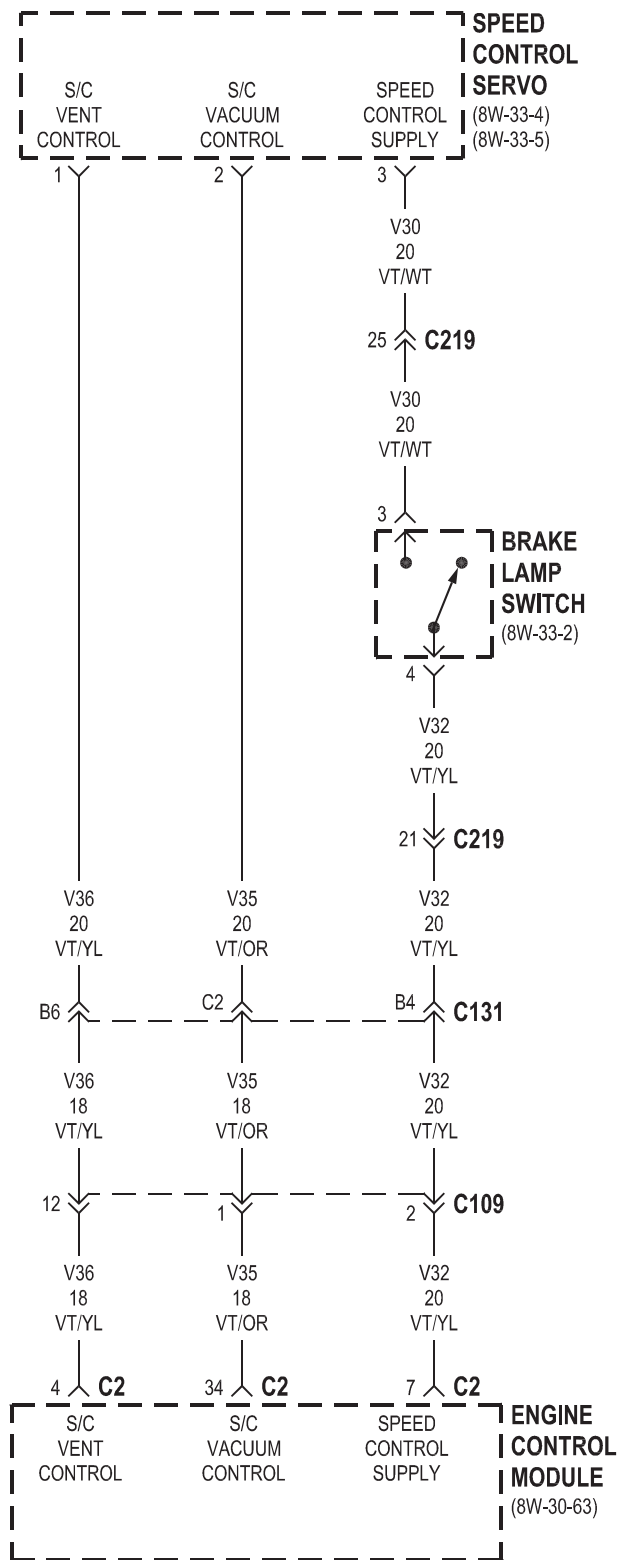 SPEED
CONTROL
SERVO
(8W-33-4)
(8W-33-5)
S/C
VENT
CONTROL
S/C
VACUUM
CONTROL
SPEED
CONTROL
SUPPLY
1
2
3
V30
20
VT/WT
25
C219
V30
20
VT/WT
3
BRAKE
LAMP
SWITCH
(8W-33-2)
4
V32
20
VT/YL
21
C219
V36
20
VT/YL
V35
20
VT/OR
V32
20
VT/YL
B6
C2
B4
C131
V36
18
VT/YL
V35
18
VT/OR
V32
20
VT/YL
12
1
2
C109
V36
18
VT/YL
V35
18
VT/OR
V32
20
VT/YL
4
C2
34
C2
7
C2
S/C
VENT
CONTROL
S/C
VACUUM
CONTROL
SPEED
CONTROL
SUPPLY
ENGINE
CONTROL
MODULE
(8W-30-63)